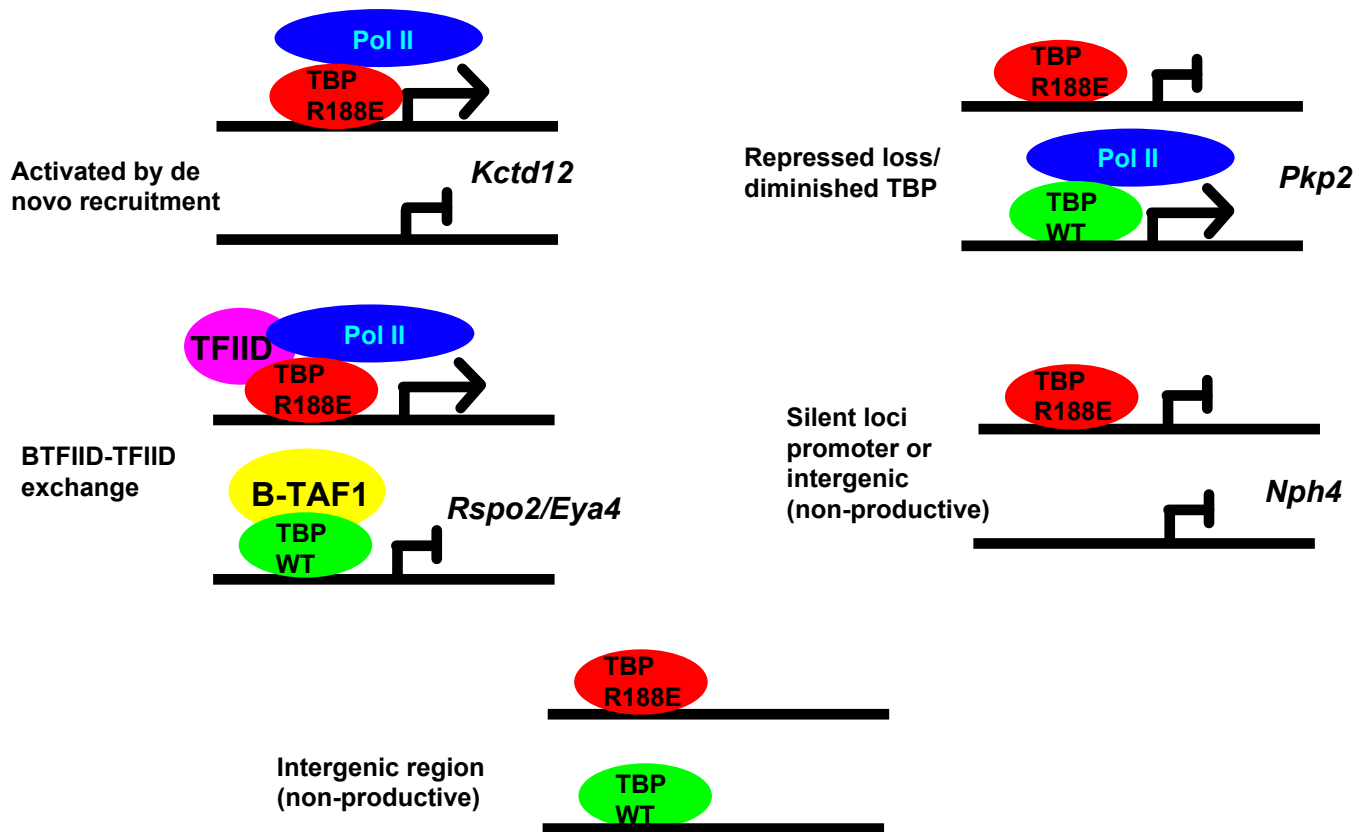 Pol II
TBP
R188E
Activated by de
novo recruitment
Kctd12
TBP
R188E
Repressed loss/
diminished TBP
Pol II
TBP
WT
Pkp2
TFIID
Pol II
TBP
R188E
BTFIID-TFIID
exchange
B-TAF1
TBP
WT
Rspo2/Eya4
TBP
R188E
Silent loci
promoter or
intergenic
(non-productive)
Nph4
TBP
R188E
Intergenic region
(non-productive)
TBP
WT